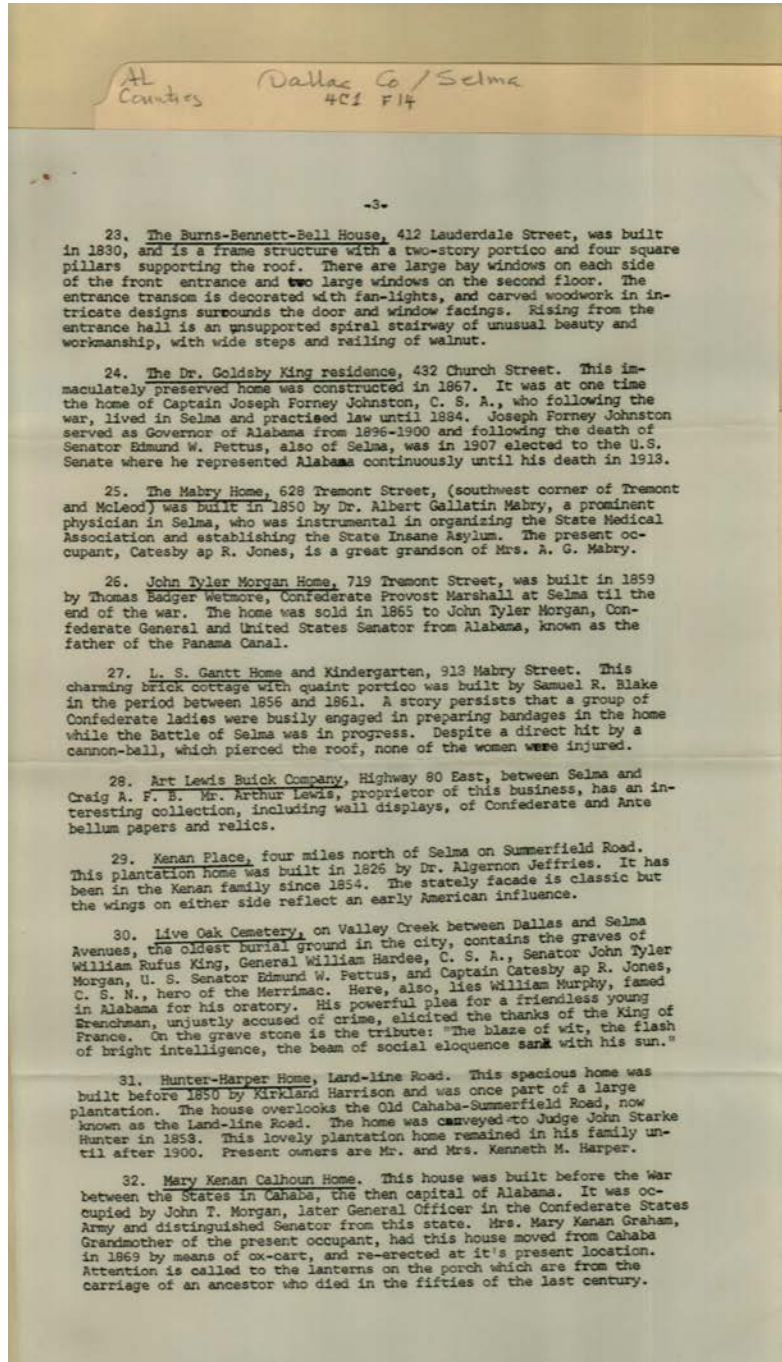 AL Dallas Co / Selma
Counties 4C1 F14
-3-
23. The Burns-Bennett-Bell House, 412 Lauderdale Street, was built
in 1830, and is a frame structure with a two-story portico and four square
pillars supporting the roof. There are large bay windows on each side
of the front entrance and two large windows on the second floor. The
entrance transom is decorated with fan-lights, and carved woodwork in in-
tricate designs surrounds the door and window facings. Rising from the
entrance hall is an unsupported spiral stairway of unusual beauty and
workmanship, with wide steps and railing of walnut.
24. The Dr. Goldsby King residence, 432 Church Street. This im-
maculately preserved home was constructed in 1867. It was at one time
the home of Captain Joseph Forney Johnston, C. S. A., who following the
war, lived in Selma and practised law until 1884. Joseph Forney Johnston
served as Governor of Alabama from 1896-1900 and following the death of
Senator Edmund W. Pettus, also of Selma, was in 1907 elected to the U.S.
Senate where he represented Alabama continuously until his death in 1913.
25. The Mabry Home, 628 Tremont Street, (southwest corner of Tremont
and McLeod) was built in 1850 by Dr. Albert Gallatin Mabry, a prominent
physician in Selma, who was instrumental in organizing the State Medical
Association and establishing the State Insane Asylum. The present oc-
cupant, Catesby ap R. Jones, is a great grandson of Mrs. A. G. Mabry.
26. John Tyler Morgan Home, 719 Tremont Street, was built in 1859
by Thomas Badger Wetmore, Confederate Provost Marshall at Selma til the
end of the war. The home was sold in 1865 to John Tyler Morgan, Con-
federate General and United States Senator from Alabama, known as the
father of the Panama Canal.
27. L. S. Gantt Home and Kindergarten, 913 Mabry Street. This
charming brick cottage with quaint portico was built by Samuel R. Blake
in the period between 1856 and 1861. A story persists that a group of
Confederate ladies were busily engaged in preparing bandages in the home
while the Battle of Selma was in progress. Despite a direct hit by a
cannon-ball, which pierced the roof, none of the women were injured.
28. Art Lewis Buick Company, Highway 80 East, between Selma and
Craig A. F. B. Mr. Arthur Lewis, proprietor of this business, has an in-
teresting collection, including wall displays, of Confederate and Ante
bellum papers and relics.
29. Kenan Place, four miles north of Selma on Summerfield Road.
This plantation home was built in 1826 by Dr. Algernon Jeffries. It has
been in the Kenan family since 1854. The stately facade is classic but
the wings on either side reflect an early American influence.
30. Live Oak Cemetery, on Valley Creek between Dallas and Selma
Avenues, the oldest burial ground in the city, contains the graves of
William Rufus King, General William Hardee, C. S. A., Senator John Tyler
Morgan, U. S. Senator Edmund W. Pettus, and Captain Catesby ap R. Jones,
C. S. N., hero of the Merrimac. Here, also, lies William Murphy, famed
in Alabama for his oratory. His powerful plea for a friendless young
Frenchman, unjustly accused of crime, elicited the thanks of the King of
France. On the grave stone is the tribute: "The blaze of wit, the flash
of bright intelligence, the beam of social eloquence sank with his sun."
31. Hunter-Harper Home, Land-line Road. This spacious home was
built before 1850 by Kirkland Harrison and was once part of a large
plantation. The house overlooks the Old Cahaba-Summerfield Road, now
known as the Land-line Road. The home was conveyed to Judge John Starke
Hunter in 1853. This lovely plantation home remained in his family un-
til after 1900. Present owners are Mr. and Mrs. Kenneth M. Harper.
32. Mary Kenan Calhoun Home. This house was built before the War
between the States in Cahaba, the then capital of Alabama. It was oc-
cupied by John T. Morgan, later General Officer in the Confederate States
Army and distinguished Senator from this state. Mrs. Mary Kenan Graham,
Grandmother of the present occupant, had this house moved from Cahaba
in 1869 by means of ox-cart, and re-erected at it's present location.
Attention is called to the lanterns on the porch which are from the
carriage of an ancestor who died in the fifties of the last century.